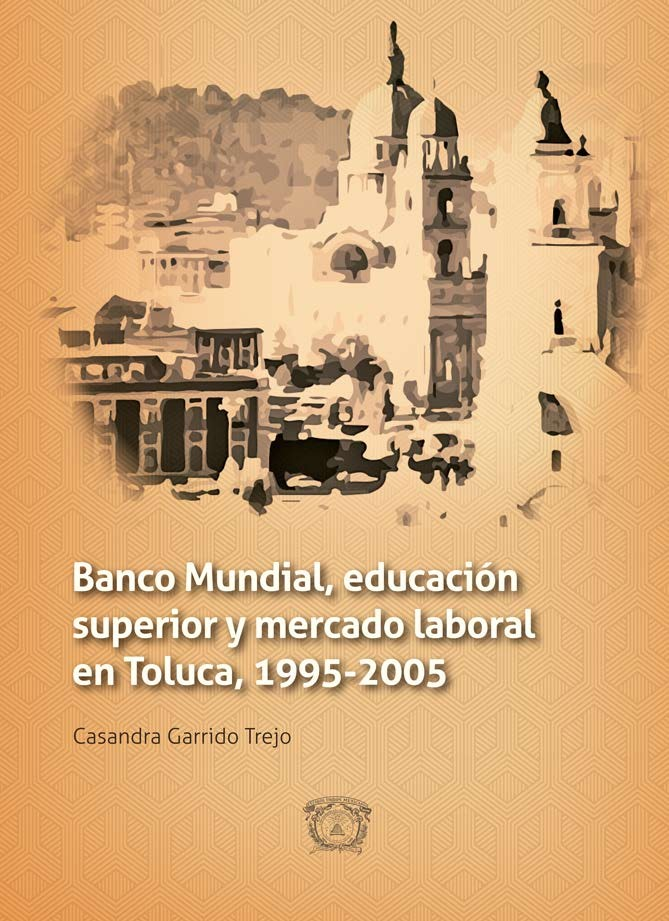 Banco Mundial, educación
superior y mercado laboral
en Toluca, 1995-2005
Casandra Garrido Trejo